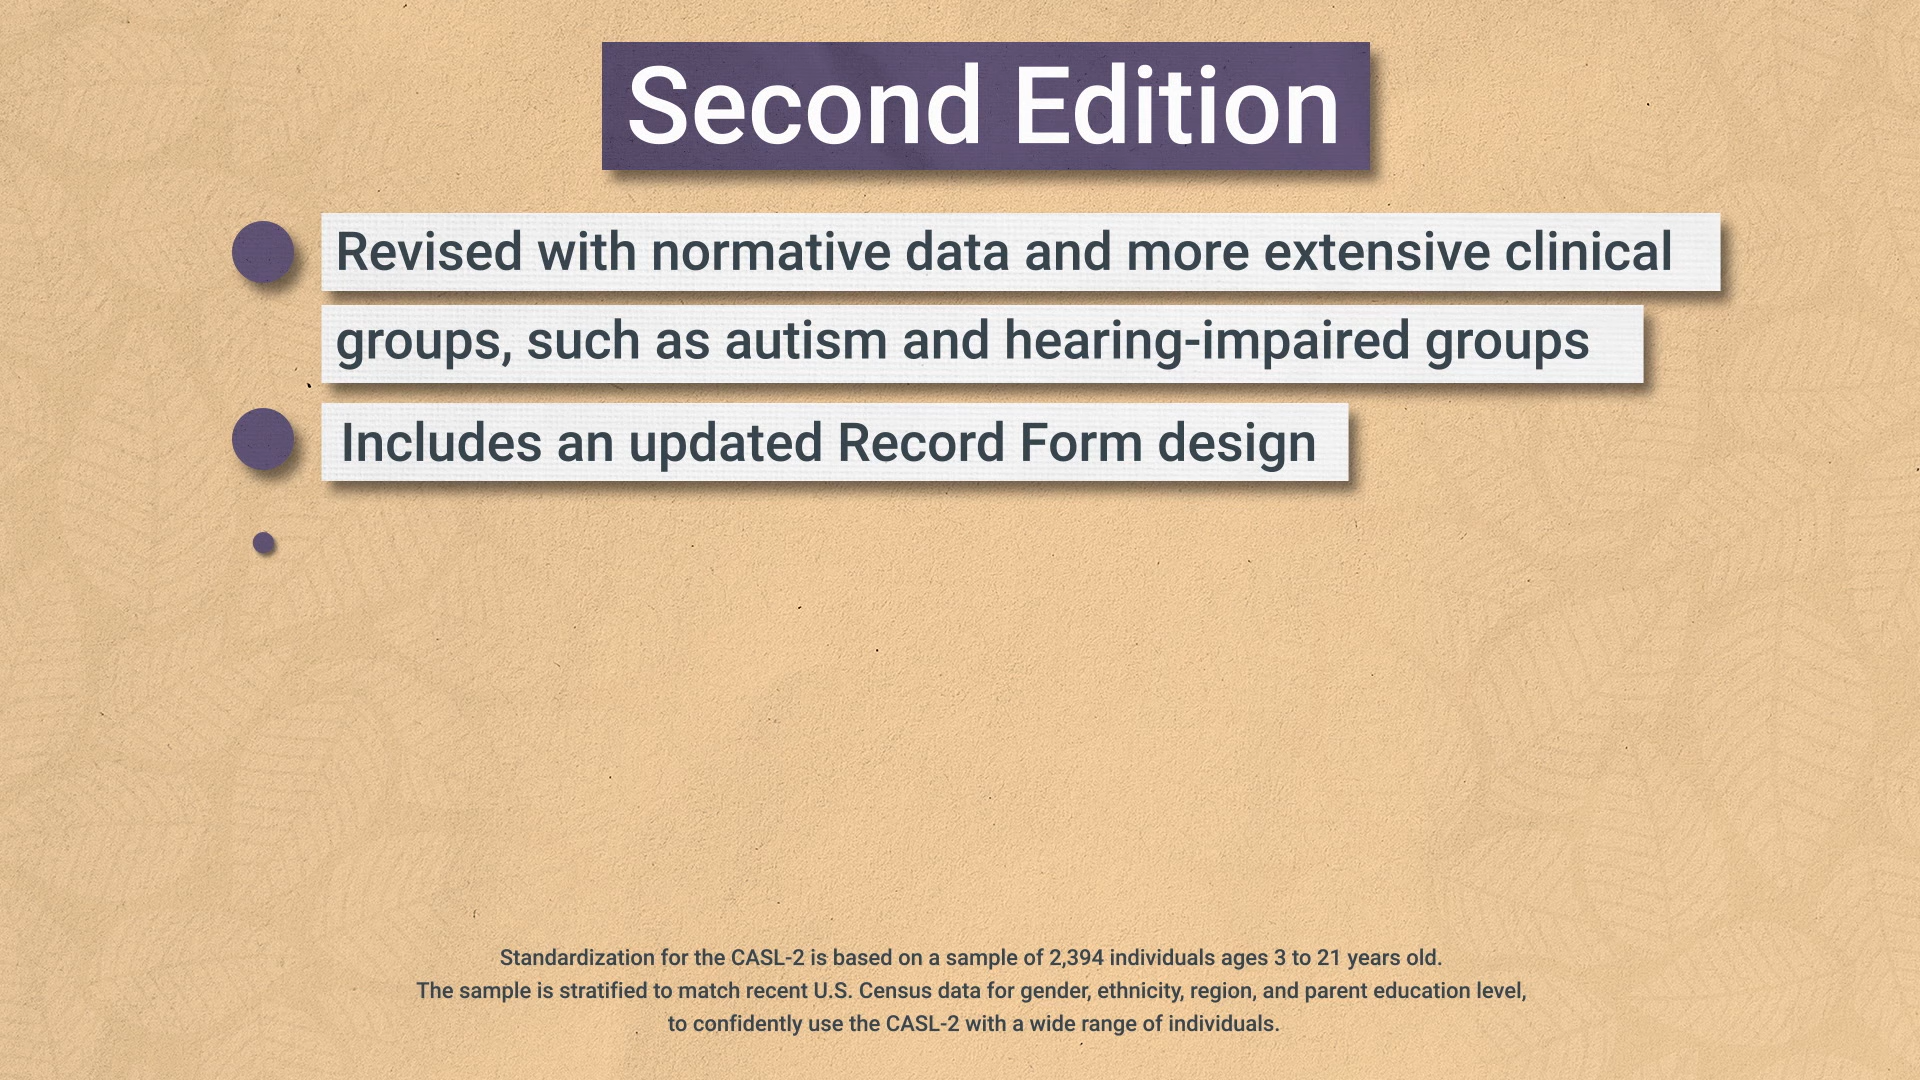 Second Edition
Revised with normative data and more extensive clinical
groups, such as autism and hearing-impaired groups
Includes an updated Record Form design
Standardization for the CASL-2 is based on a sample of 2,394 individuals ages 3 to 21 years old.
The sample is stratified to match recent U.S. Census data for gender, ethnicity, region, and parent education level,
to confidently use the CASL-2 with a wide range of individuals.